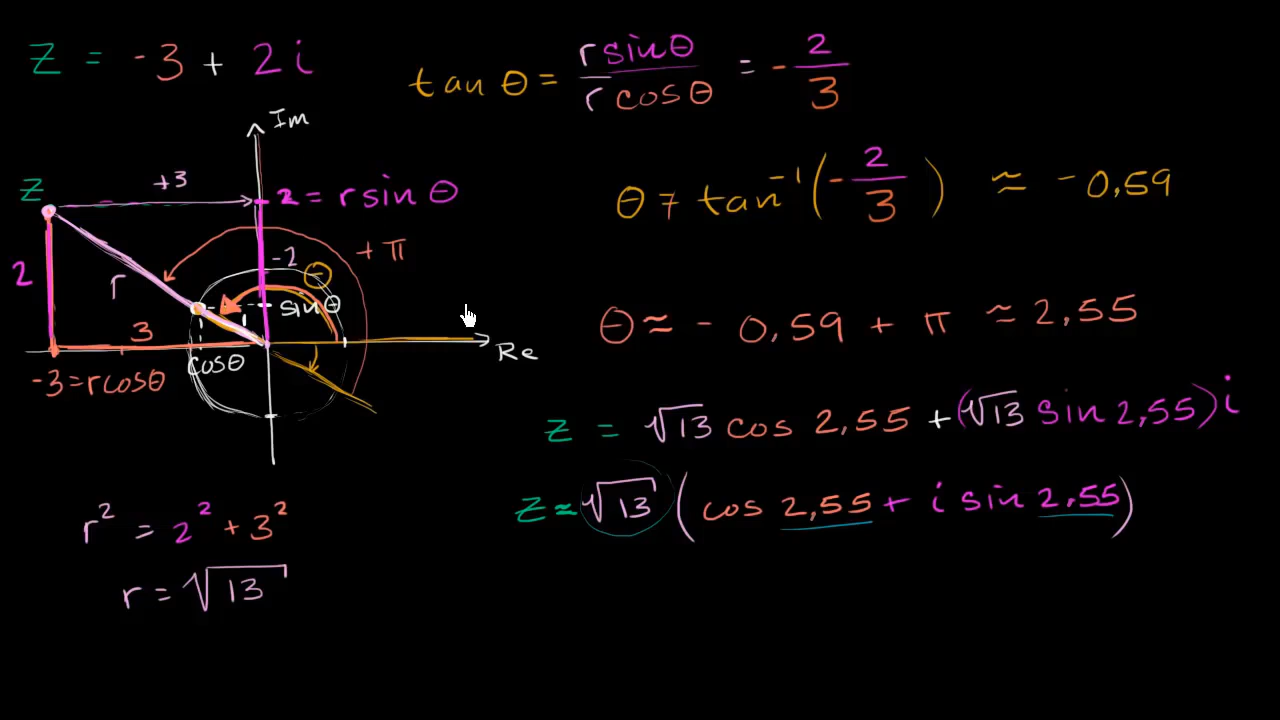 Z = -3 + 2i
tan θ = r sin θ / r cos θ = - 2/3
Im
+3
Z
2 = r sin θ
θ ≠ tan⁻¹(- 2/3) ≈ -0.59
+ π
-2
θ
2
r
sin θ
3
cos θ
Re
-3 = r cos θ
θ ≈ - 0.59 + π ≈ 2.55
z = √13 cos 2.55 + (√13 sin 2.55) i
z ≈ √13 (cos 2.55 + i sin 2.55)
r² = 2² + 3²
r = √13